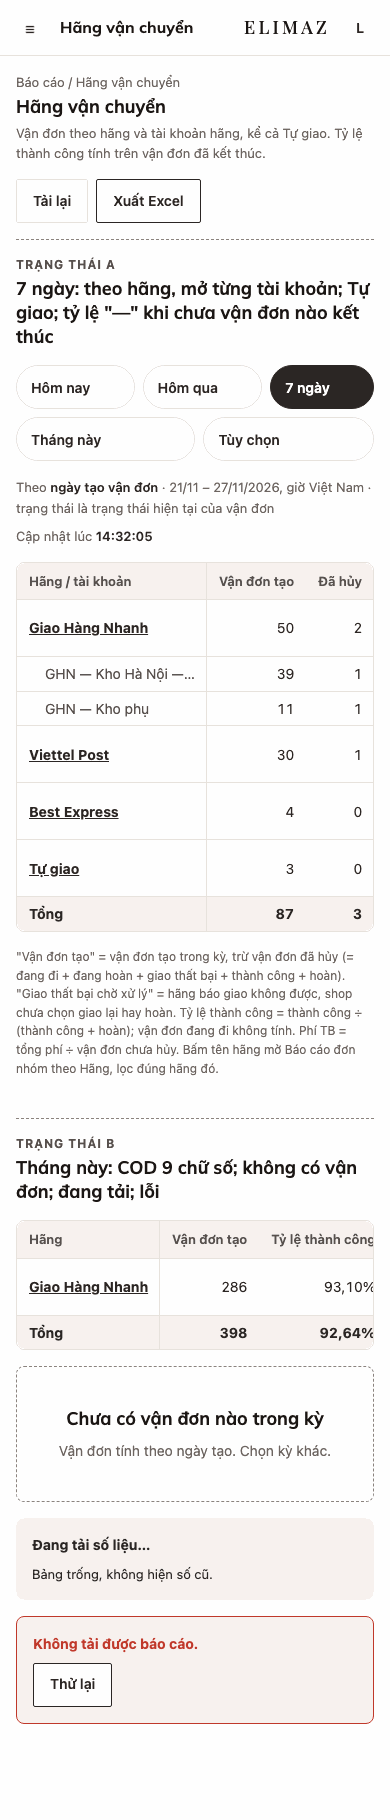 ≡ Hãng vận chuyển ELIMAZ L
Báo cáo / Hãng vận chuyển
Hãng vận chuyển
Vận đơn theo hãng và tài khoản hãng, kể cả Tự giao. Tỷ lệ
thành công tính trên vận đơn đã kết thúc.
Tải lại Xuất Excel
TRẠNG THÁI A
7 ngày: theo hãng, mở từng tài khoản; Tự
giao; tỷ lệ "—" khi chưa vận đơn nào kết
thúc
Hôm nay Hôm qua 7 ngày
Tháng này Tùy chọn
Theo ngày tạo vận đơn · 21/11 – 27/11/2026, giờ Việt Nam ·
trạng thái là trạng thái hiện tại của vận đơn
Cập nhật lúc 14:32:05
Hãng / tài khoản Vận đơn tạo Đã hủy
Giao Hàng Nhanh 50 2
GHN — Kho Hà Nội —... 39 1
GHN — Kho phụ 11 1
Viettel Post 30 1
Best Express 4 0
Tự giao 3 0
Tổng 87 3
"Vận đơn tạo" = vận đơn tạo trong kỳ, trừ vận đơn đã hủy (=
đang đi + đang hoàn + giao thất bại + thành công + hoàn).
"Giao thất bại chờ xử lý" = hãng báo giao không được, shop
chưa chọn giao lại hay hoàn. Tỷ lệ thành công = thành công ÷
(thành công + hoàn); vận đơn đang đi không tính. Phí TB =
tổng phí ÷ vận đơn chưa hủy. Bấm tên hãng mở Báo cáo đơn
nhóm theo Hãng, lọc đúng hãng đó.
TRẠNG THÁI B
Tháng này: COD 9 chữ số; không có vận
đơn; đang tải; lỗi
Hãng Vận đơn tạo Tỷ lệ thành công
Giao Hàng Nhanh 286 93,10%
Tổng 398 92,64%
Chưa có vận đơn nào trong kỳ
Vận đơn tính theo ngày tạo. Chọn kỳ khác.
Đang tải số liệu...
Bảng trống, không hiện số cũ.
Không tải được báo cáo.
Thử lại